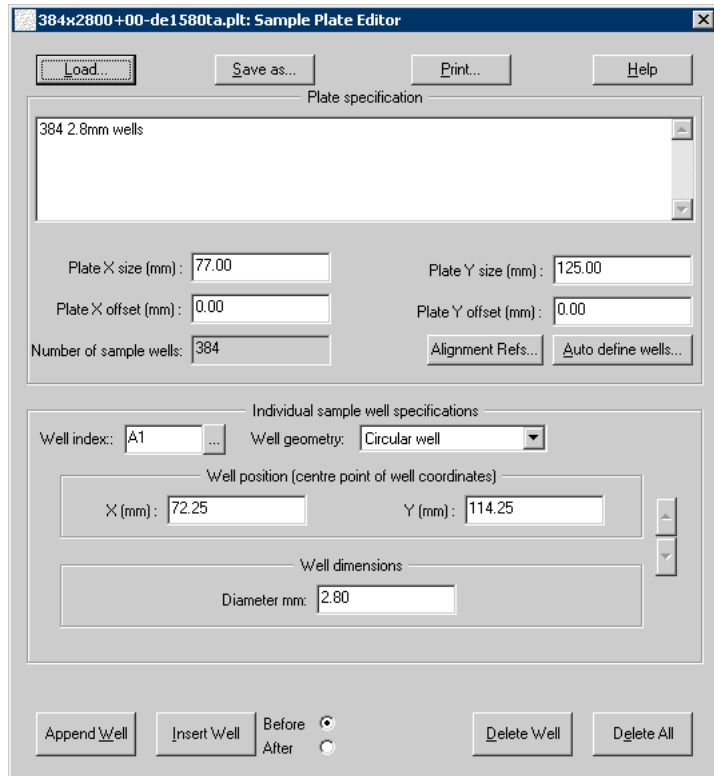 384x2800+00-de1580ta.plt: Sample Plate Editor
Load... Save as... Print... Help
Plate specification
384 2.8mm wells
Plate X size (mm) : 77.00 Plate Y size (mm) : 125.00
Plate X offset (mm) : 0.00 Plate Y offset (mm) : 0.00
Number of sample wells: 384 Alignment Refs... Auto define wells...
Individual sample well specifications
Well index:: A1 ... Well geometry: Circular well
Well position (centre point of well coordinates)
X (mm) : 72.25 Y (mm) : 114.25
Well dimensions
Diameter mm: 2.80
Append Well Insert Well Before Delete Well Delete All
After